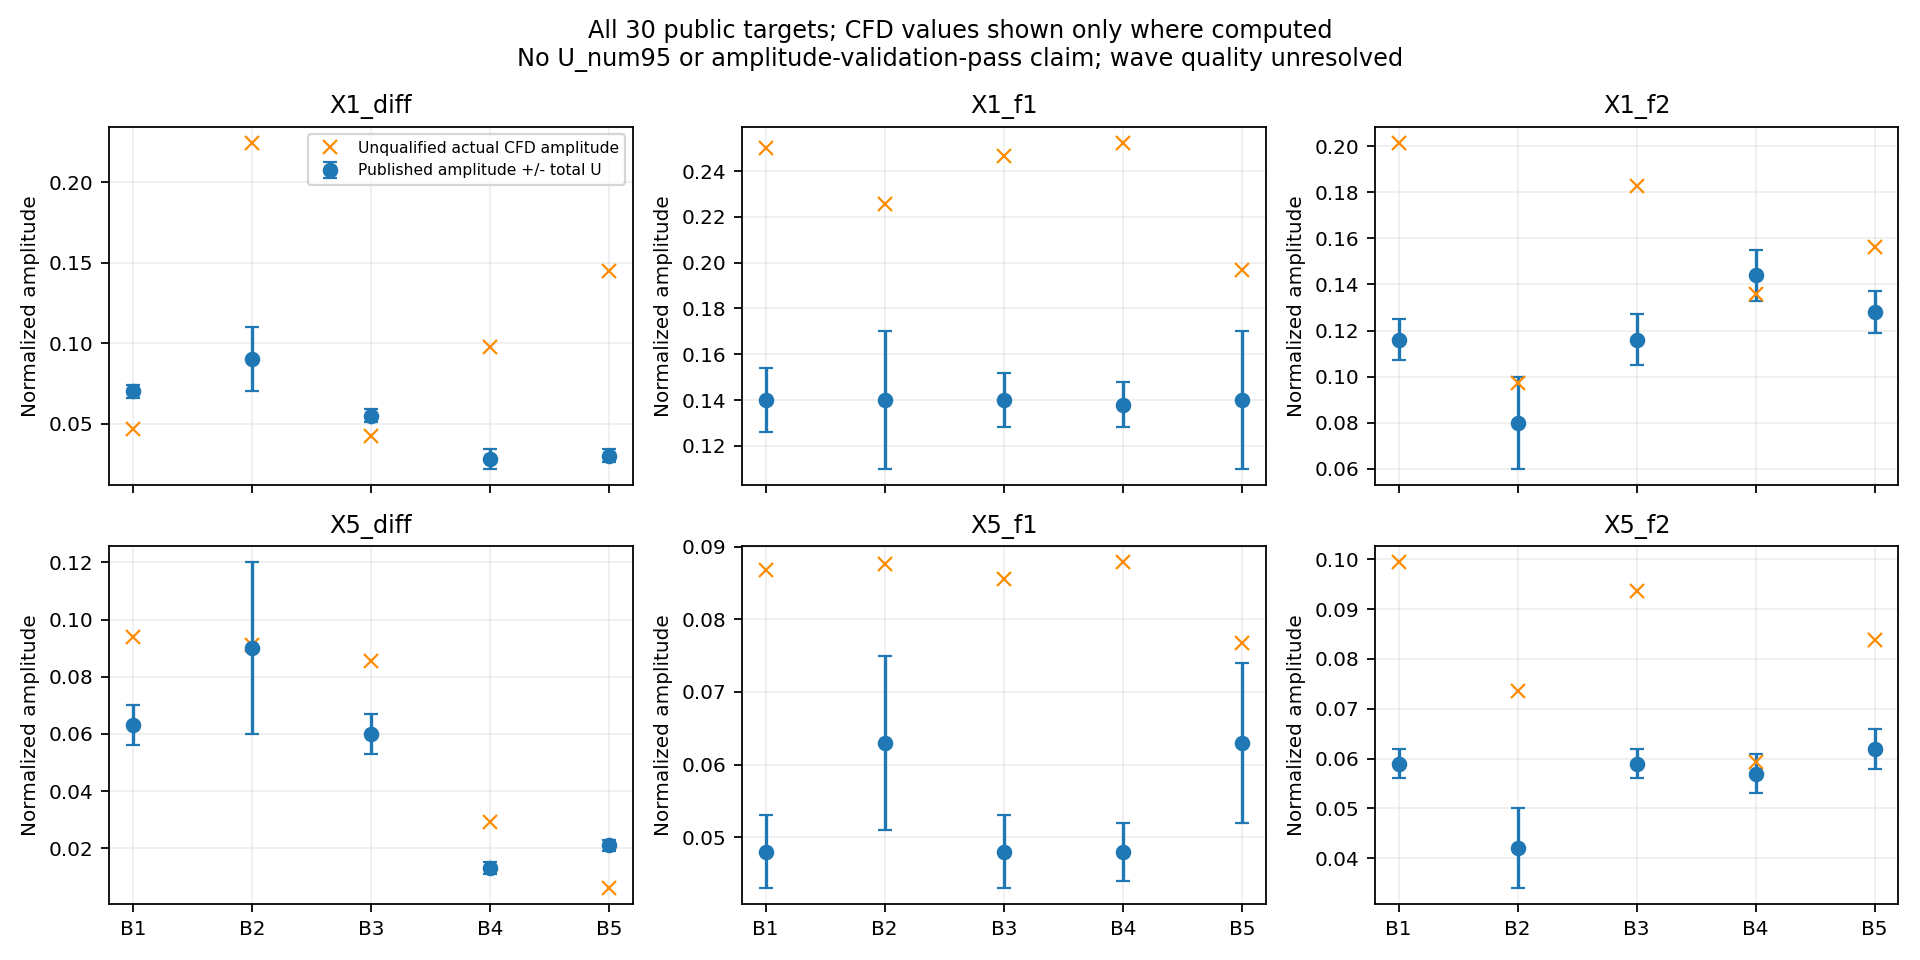 All 30 public targets; CFD values shown only where computed
No U_num95 or amplitude-validation-pass claim; wave quality unresolved
X1_diff
Unqualified actual CFD amplitude
Published amplitude +/- total U
Normalized amplitude
0.20
0.15
0.10
0.05
X1_f1
Normalized amplitude
0.24
0.22
0.20
0.18
0.16
0.14
0.12
X1_f2
Normalized amplitude
0.20
0.18
0.16
0.14
0.12
0.10
0.08
0.06
X5_diff
Normalized amplitude
0.12
0.10
0.08
0.06
0.04
0.02
B1 B2 B3 B4 B5
X5_f1
Normalized amplitude
0.09
0.08
0.07
0.06
0.05
B1 B2 B3 B4 B5
X5_f2
Normalized amplitude
0.10
0.09
0.08
0.07
0.06
0.05
0.04
B1 B2 B3 B4 B5